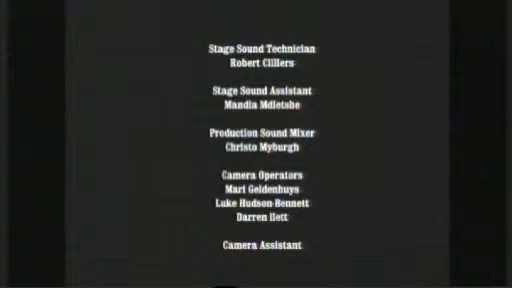 Stage Sound Technician
Robert Cilliers
Stage Sound Assistant
Mandla Mdletshe
Production Sound Mixer
Christo Myburgh
Camera Operators
Mari Geldenhuys
Luke Hudson-Bennett
Darren Ilett
Camera Assistant